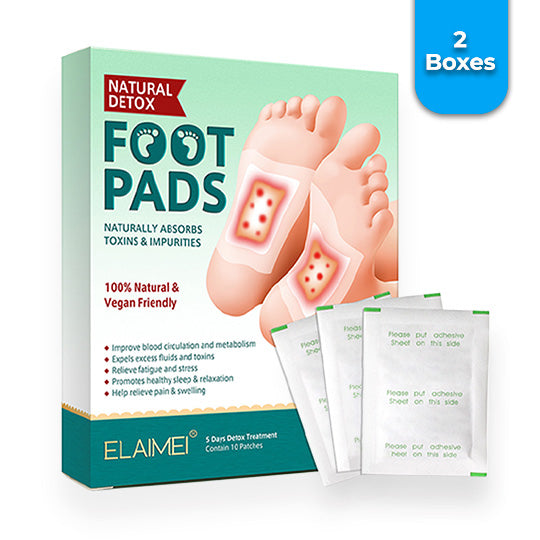 2
Boxes
NATURAL
DETOX
FOOT
PADS
NATURALLY ABSORBS
TOXINS & IMPURITIES
100% Natural &
Vegan Friendly
Improve blood circulation and metabolism
Expels excess fluids and toxins
Relieve fatigue and stress
Promotes healthy sleep & relaxation
Help relieve pain & swelling
ELAIMEI
5 Days Detox Treatment
Contain 10 Patches
Please put adhesive
Sheet on this side
Please put adhesive
Sheet on this side
Please put adhesive
heet on this side